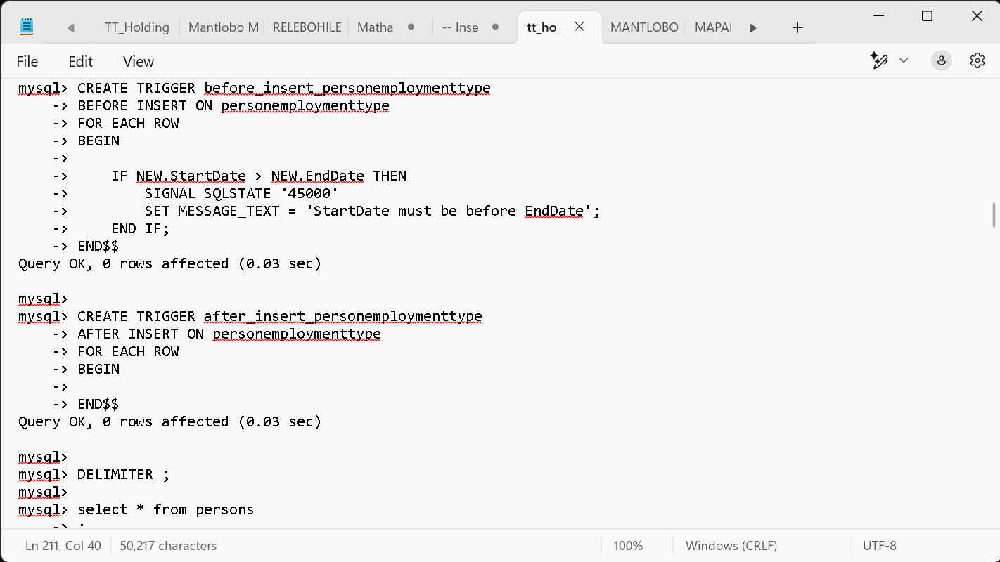 TT_Holding
Mantlobo M
RELEBOHILE
Matha
-- Inse
tt_hol
MANTLOBO
MAPAI
File Edit View
mysql> CREATE TRIGGER before_insert_personemploymenttype
    -> BEFORE INSERT ON personemploymenttype
    -> FOR EACH ROW
    -> BEGIN
    ->
    ->     IF NEW.StartDate > NEW.EndDate THEN
    ->         SIGNAL SQLSTATE '45000'
    ->         SET MESSAGE_TEXT = 'StartDate must be before EndDate';
    ->     END IF;
    -> END$$
Query OK, 0 rows affected (0.03 sec)
mysql>
mysql> CREATE TRIGGER after_insert_personemploymenttype
    -> AFTER INSERT ON personemploymenttype
    -> FOR EACH ROW
    -> BEGIN
    ->
    -> END$$
Query OK, 0 rows affected (0.03 sec)
mysql>
mysql> DELIMITER ;
mysql>
mysql> select * from persons
    -> ;
Ln 211, Col 40
50,217 characters
100%
Windows (CRLF)
UTF-8